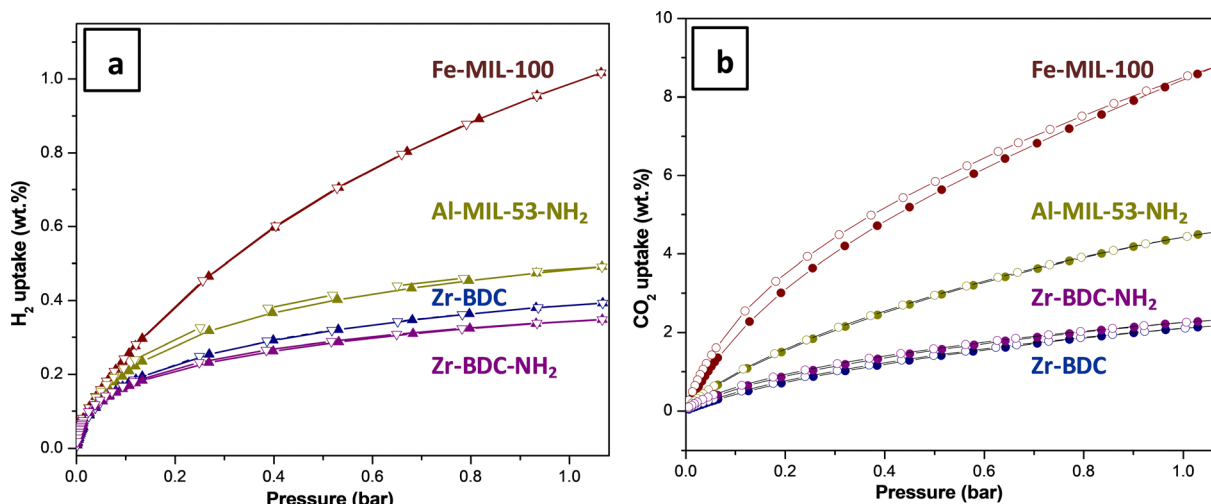 a
Fe-MIL-100
Al-MIL-53-NH₂
Zr-BDC
Zr-BDC-NH₂
H₂ uptake (wt.%)
1.0
0.8
0.6
0.4
0.2
0.0
0.0 0.2 0.4 0.6 0.8 1.0
Pressure (bar)
b
Fe-MIL-100
Al-MIL-53-NH₂
Zr-BDC-NH₂
Zr-BDC
CO₂ uptake (wt.%)
10
8
6
4
2
0
0.0 0.2 0.4 0.6 0.8 1.0
Pressure (bar)